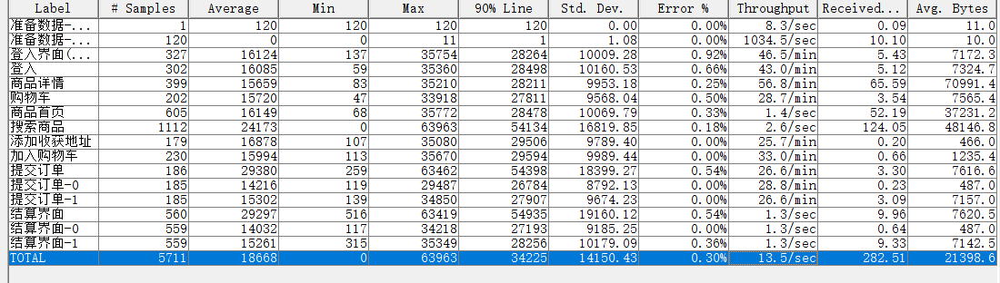 Label # Samples Average Min Max 90% Line Std. Dev. Error % Throughput Received... Avg. Bytes
准备数据-... 1 120 120 120 120 0.00 0.00% 8.3/sec 0.09 11.0
准备数据-... 120 0 0 11 1 1.08 0.00% 1034.5/sec 10.10 10.0
登入界面(... 327 16124 137 35754 28264 10009.28 0.92% 46.5/min 5.43 7172.3
登入 302 16085 59 35360 28498 10160.53 0.66% 43.0/min 5.12 7324.7
商品详情 399 15659 83 35210 28211 9953.18 0.25% 56.8/min 65.59 70991.4
购物车 202 15720 47 33918 27811 9568.04 0.50% 28.7/min 3.54 7565.4
商品首页 605 16149 68 35772 28478 10069.79 0.33% 1.4/sec 52.19 37231.2
搜索商品 1112 24173 0 63963 54134 16819.85 0.18% 2.6/sec 124.05 48146.8
添加收获地址 179 16878 107 35080 29506 9789.40 0.00% 25.7/min 0.20 466.0
加入购物车 230 15994 113 35670 29594 9989.44 0.00% 33.0/min 0.66 1235.4
提交订单 186 29380 259 63462 54398 18399.27 0.54% 26.6/min 3.30 7616.6
提交订单-0 185 14216 119 29487 26784 8792.13 0.00% 28.8/min 0.23 487.0
提交订单-1 185 15302 139 34850 27907 9674.23 0.00% 26.6/min 3.09 7157.0
结算界面 560 29297 516 63419 54935 19160.12 0.54% 1.3/sec 9.96 7620.5
结算界面-0 559 14032 117 34218 27193 9185.25 0.00% 1.3/sec 0.64 487.0
结算界面-1 559 15261 315 35349 28256 10179.09 0.36% 1.3/sec 9.33 7142.5
TOTAL 5711 18668 0 63963 34225 14150.43 0.30% 13.5/sec 282.51 21398.6